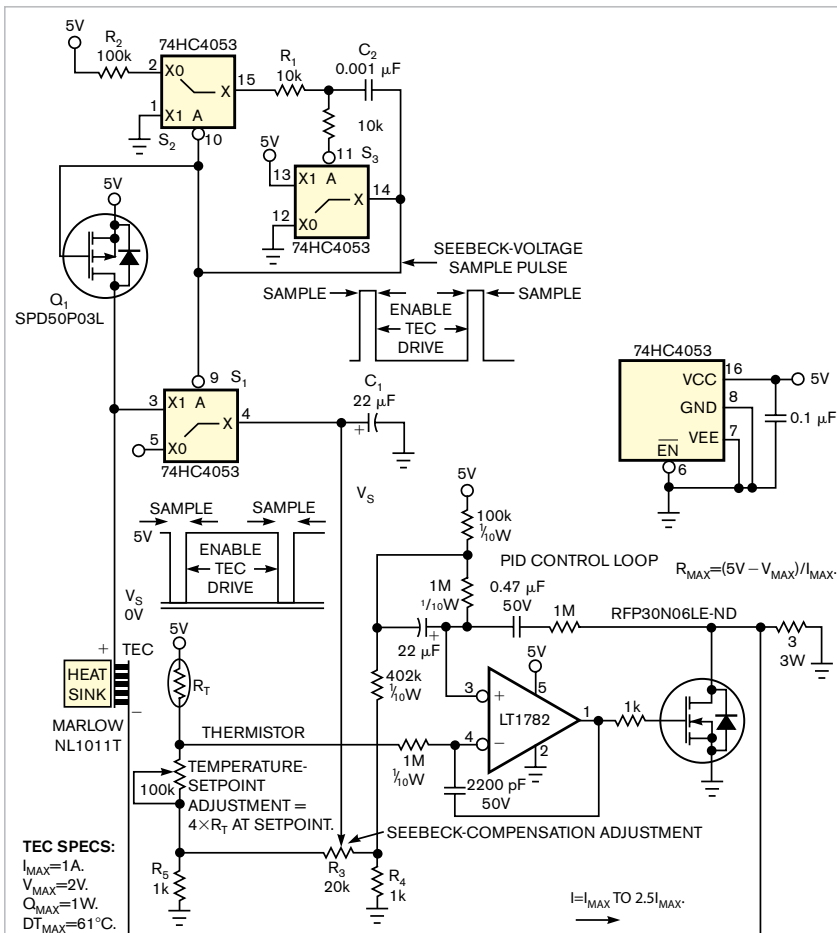 5V
R2
100k
74HC4053
2
X0
X
15
1
X1 A
S2
10
R1
10k
C2
0.001 µF
10k
5V
11
S3
13
X1 A
X
14
12
X0
74HC4053
5V
Q1
SPD50P03L
SEEBECK-VOLTAGE
SAMPLE PULSE
SAMPLE
SAMPLE
ENABLE
TEC
DRIVE
9
S1
3
X1 A
X
4
5
X0
74HC4053
C1
22 µF
+
VS
74HC4053
VCC
16
5V
GND
8
VEE
7
EN
6
0.1 µF
SAMPLE
5V
ENABLE
TEC
DRIVE
VS
0V
+
TEC
HEAT
SINK
−
MARLOW
NL1011T
5V
RT
THERMISTOR
100k
TEMPERATURE-
SETPOINT
ADJUSTMENT =
4×RT AT SETPOINT.
SEEBECK-COMPENSATION ADJUSTMENT
R5
1k
R3
20k
R4
1k
5V
100k
1/10W
PID CONTROL LOOP
RMAX=(5V−VMAX)/IMAX.
1M
1/10W
0.47 µF
50V
1M
RFP30N06LE-ND
3
3W
22 µF
+
402k
1/10W
5V
3
+
5
LT1782
1
4
−
2
1k
1M
1/10W
2200 pF
50V
TEC SPECS:
IMAX=1A.
VMAX=2V.
QMAX=1W.
DTMAX=61°C.
I=IMAX TO 2.5IMAX.